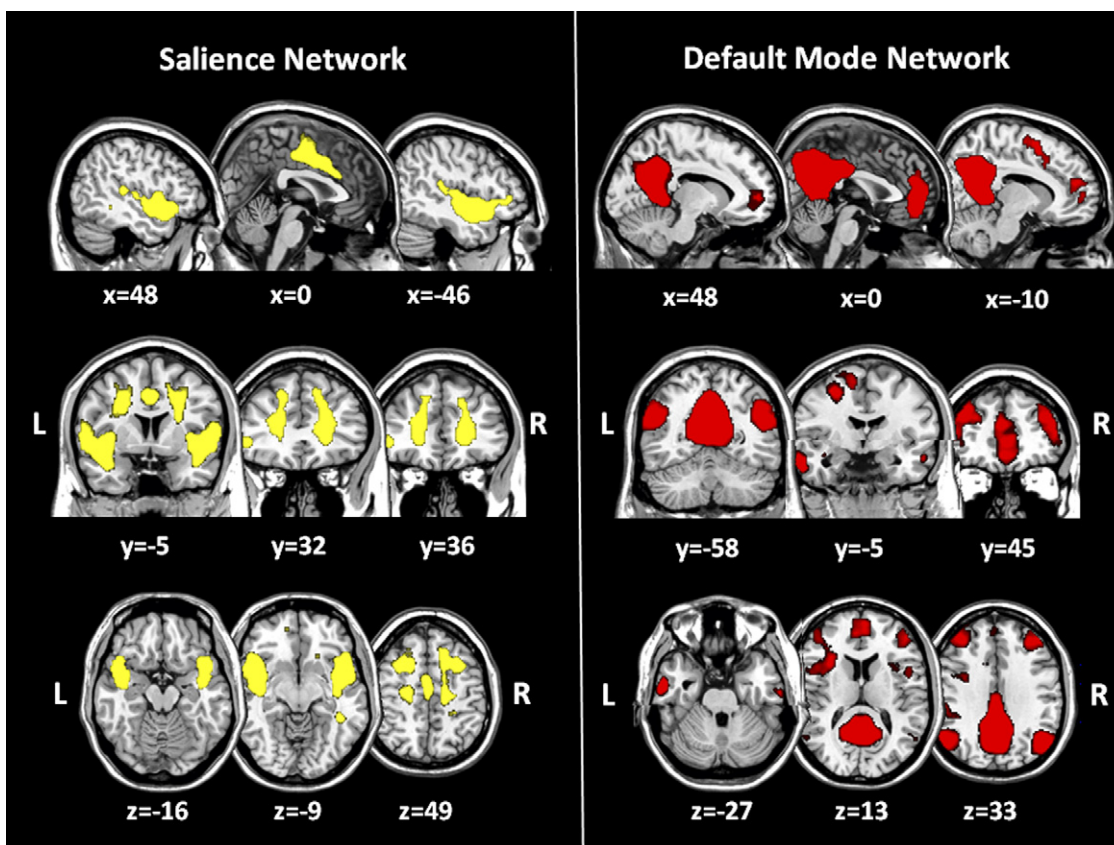 Salience Network
x=48 x=0 x=-46
L R
y=-5 y=32 y=36
L R
z=-16 z=-9 z=49
Default Mode Network
x=48 x=0 x=-10
L R
y=-58 y=-5 y=45
L R
z=-27 z=13 z=33